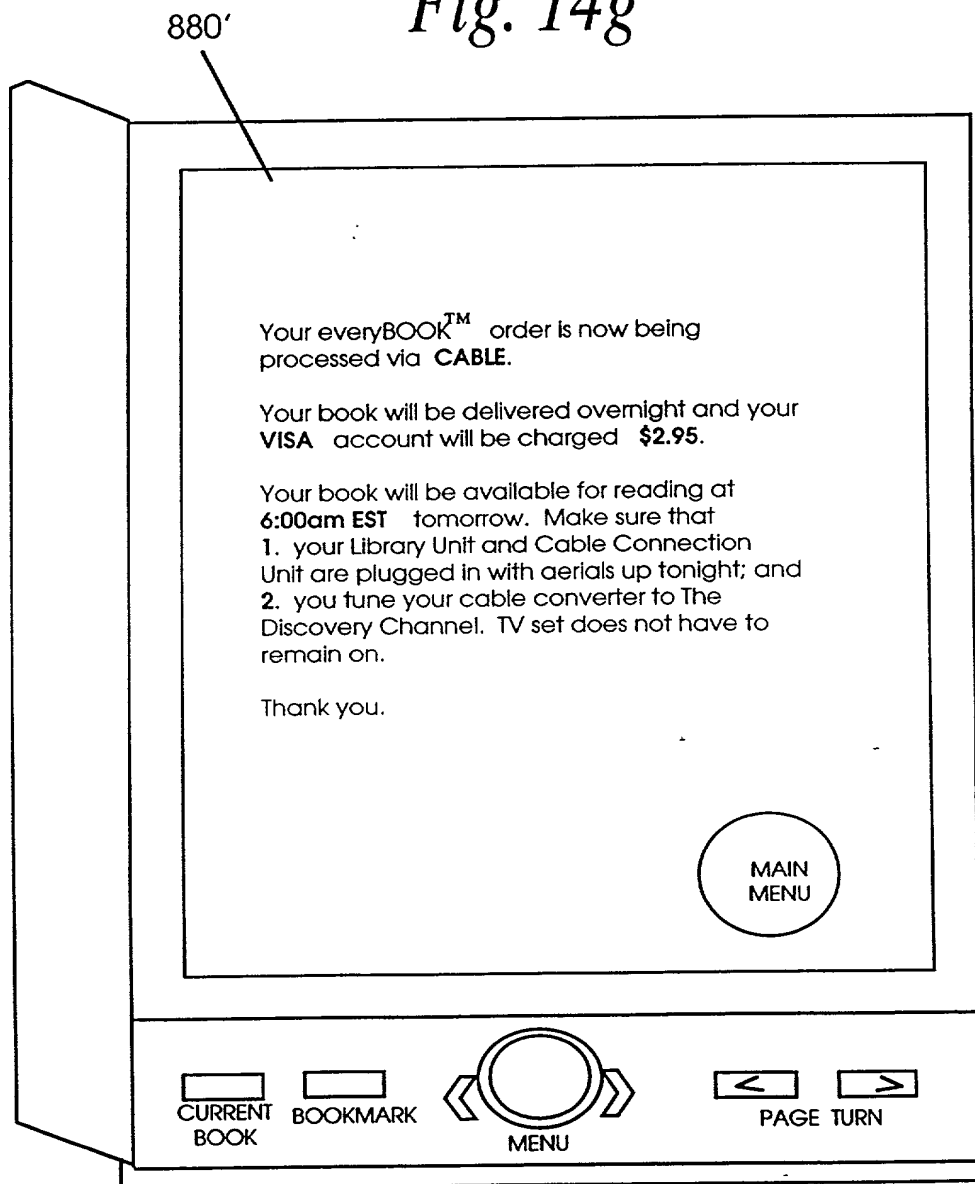 Fig. 14g
880'
Your everyBOOK™ order is now being
processed via CABLE.
Your book will be delivered overnight and your
VISA account will be charged $2.95.
Your book will be available for reading at
6:00am EST tomorrow. Make sure that
1. your Library Unit and Cable Connection
Unit are plugged in with aerials up tonight; and
2. you tune your cable converter to The
Discovery Channel. TV set does not have to
remain on.
Thank you.
MAIN
MENU
< >
CURRENT
BOOK
BOOKMARK
MENU
PAGE TURN